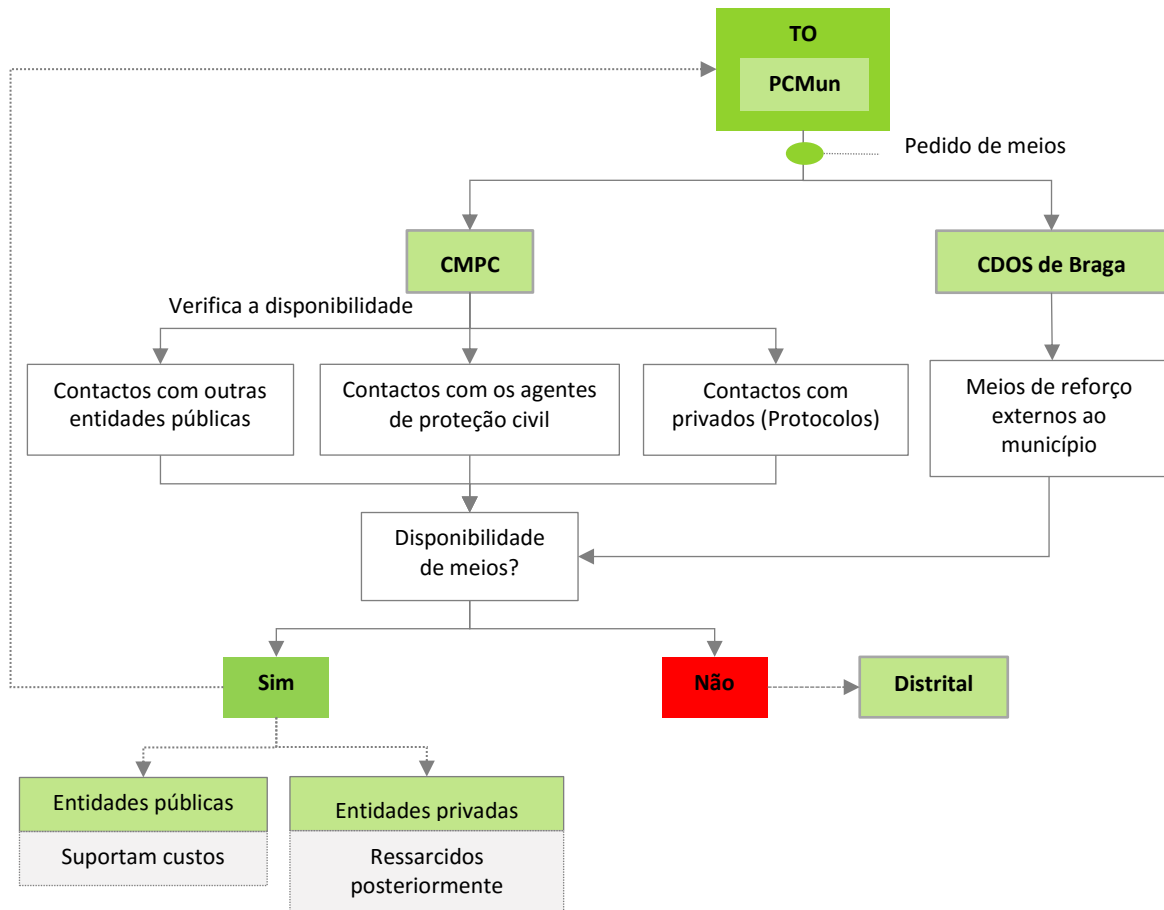 TO
PCMun
Pedido de meios
CMPC
CDOS de Braga
Verifica a disponibilidade
Contactos com outras
entidades públicas
Contactos com os agentes
de proteção civil
Contactos com
privados (Protocolos)
Meios de reforço
externos ao
município
Disponibilidade
de meios?
Sim
Não
Distrital
Entidades públicas
Suportam custos
Entidades privadas
Ressarcidos
posteriormente